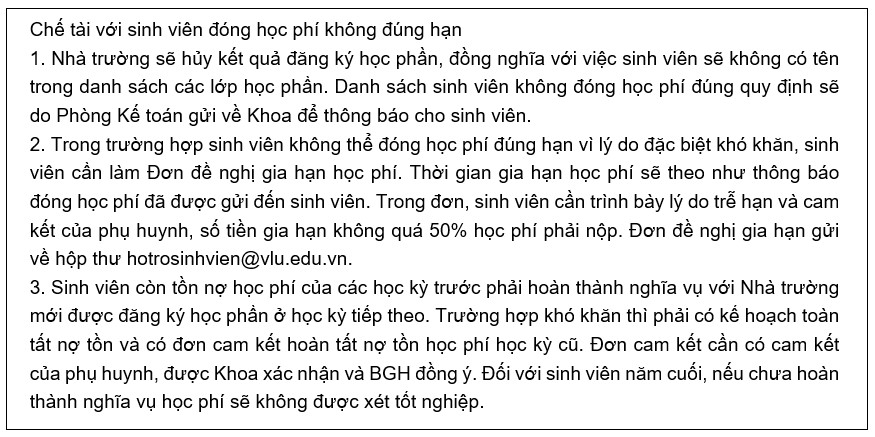 Chế tài với sinh viên đóng học phí không đúng hạn
1. Nhà trường sẽ hủy kết quả đăng ký học phần, đồng nghĩa với việc sinh viên sẽ không có tên
trong danh sách các lớp học phần. Danh sách sinh viên không đóng học phí đúng quy định sẽ
do Phòng Kế toán gửi về Khoa để thông báo cho sinh viên.
2. Trong trường hợp sinh viên không thể đóng học phí đúng hạn vì lý do đặc biệt khó khăn, sinh
viên cần làm Đơn đề nghị gia hạn học phí. Thời gian gia hạn học phí sẽ theo như thông báo
đóng học phí đã được gửi đến sinh viên. Trong đơn, sinh viên cần trình bày lý do trễ hạn và cam
kết của phụ huynh, số tiền gia hạn không quá 50% học phí phải nộp. Đơn đề nghị gia hạn gửi
về hộp thư hotrosinhvien@vlu.edu.vn.
3. Sinh viên còn tồn nợ học phí của các học kỳ trước phải hoàn thành nghĩa vụ với Nhà trường
mới được đăng ký học phần ở học kỳ tiếp theo. Trường hợp khó khăn thì phải có kế hoạch toàn
tất nợ tồn và có đơn cam kết hoàn tất nợ tồn học phí học kỳ cũ. Đơn cam kết cần có cam kết
của phụ huynh, được Khoa xác nhận và BGH đồng ý. Đối với sinh viên năm cuối, nếu chưa hoàn
thành nghĩa vụ học phí sẽ không được xét tốt nghiệp.